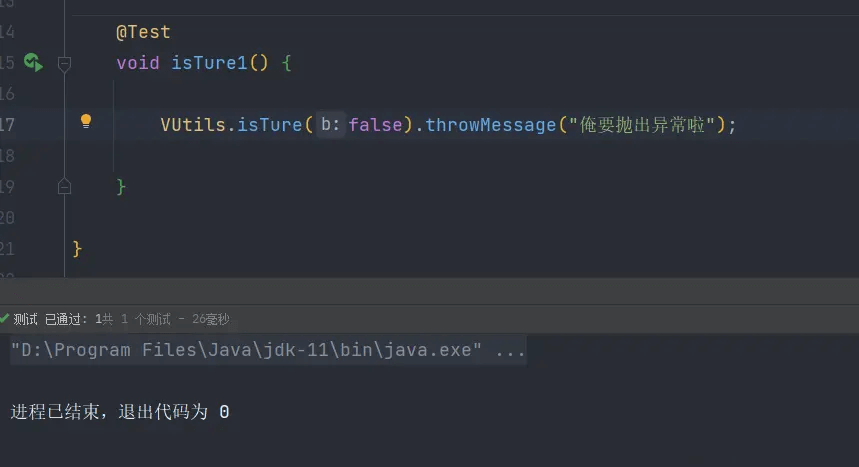 14 @Test
15 void isTure1() {
16
17 VUtils.isTure( b: false).throwMessage("俺要抛出异常啦");
18
19 }
20
21 }
测试 已通过: 1共 1 个测试 – 26毫秒
"D:\Program Files\Java\jdk-11\bin\java.exe" ...
进程已结束，退出代码为 0